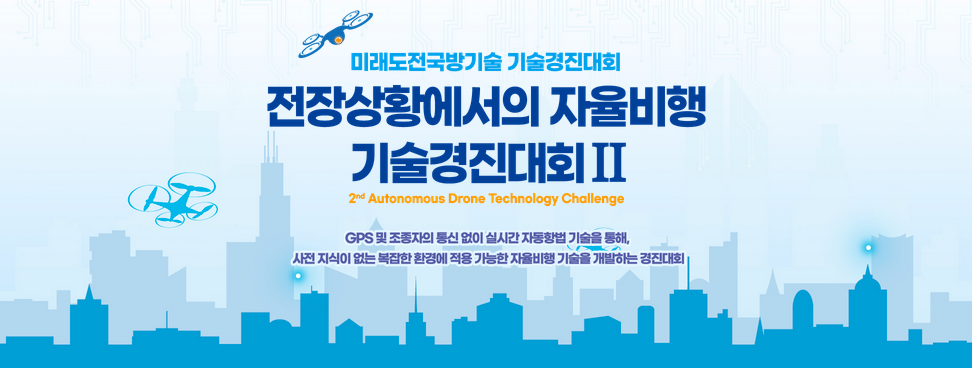 미래도전국방기술 기술경진대회
전장상황에서의 자율비행
기술경진대회 II
2nd Autonomous Drone Technology Challenge
GPS 및 조종자의 통신 없이 실시간 자동항법 기술을 통해,
사전 지식이 없는 복잡한 환경에 적용 가능한 자율비행 기술을 개발하는 경진대회